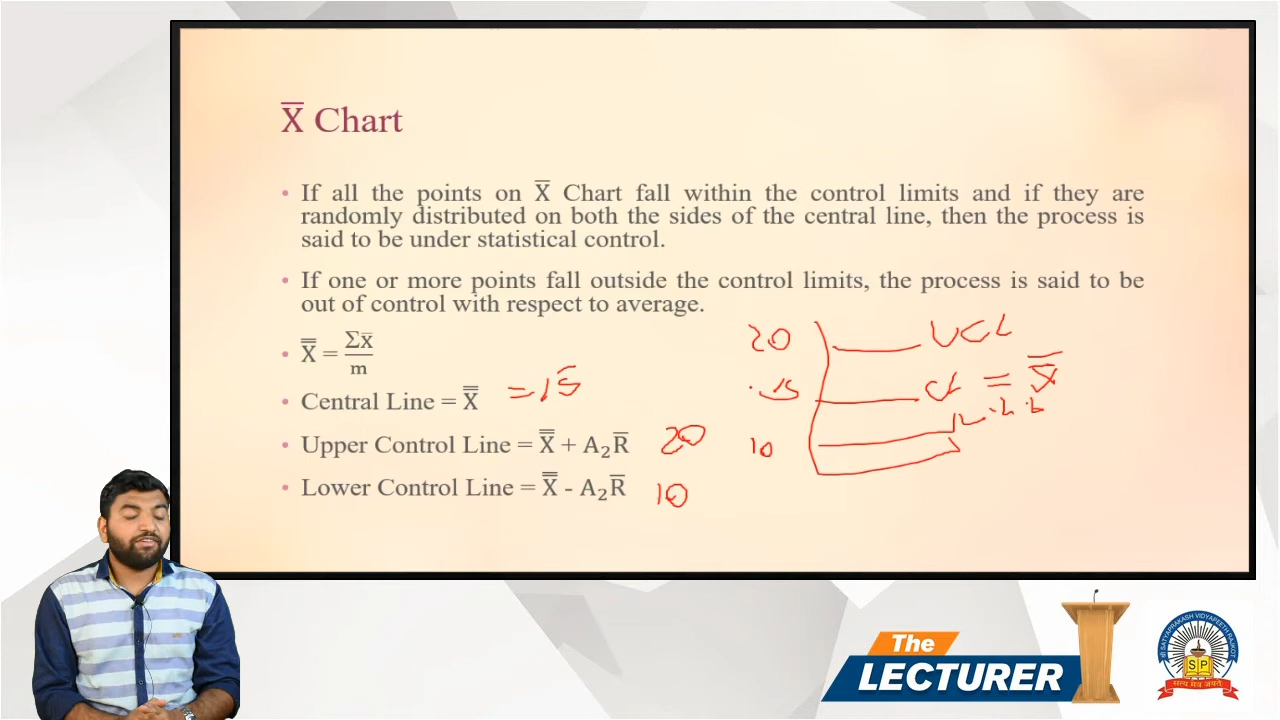 X̅ Chart
• If all the points on X̅ Chart fall within the control limits and if they are
randomly distributed on both the sides of the central line, then the process is
said to be under statistical control.
• If one or more points fall outside the control limits, the process is said to be
out of control with respect to average.
• X̿ = Σx̅ / m
• Central Line = X̿ = 15
• Upper Control Line = X̿ + A₂R̅ 20
• Lower Control Line = X̿ - A₂R̅ 10
20 UCL
15 CL = X̿
10
The
LECTURER
SP
सत्यमेव जयते